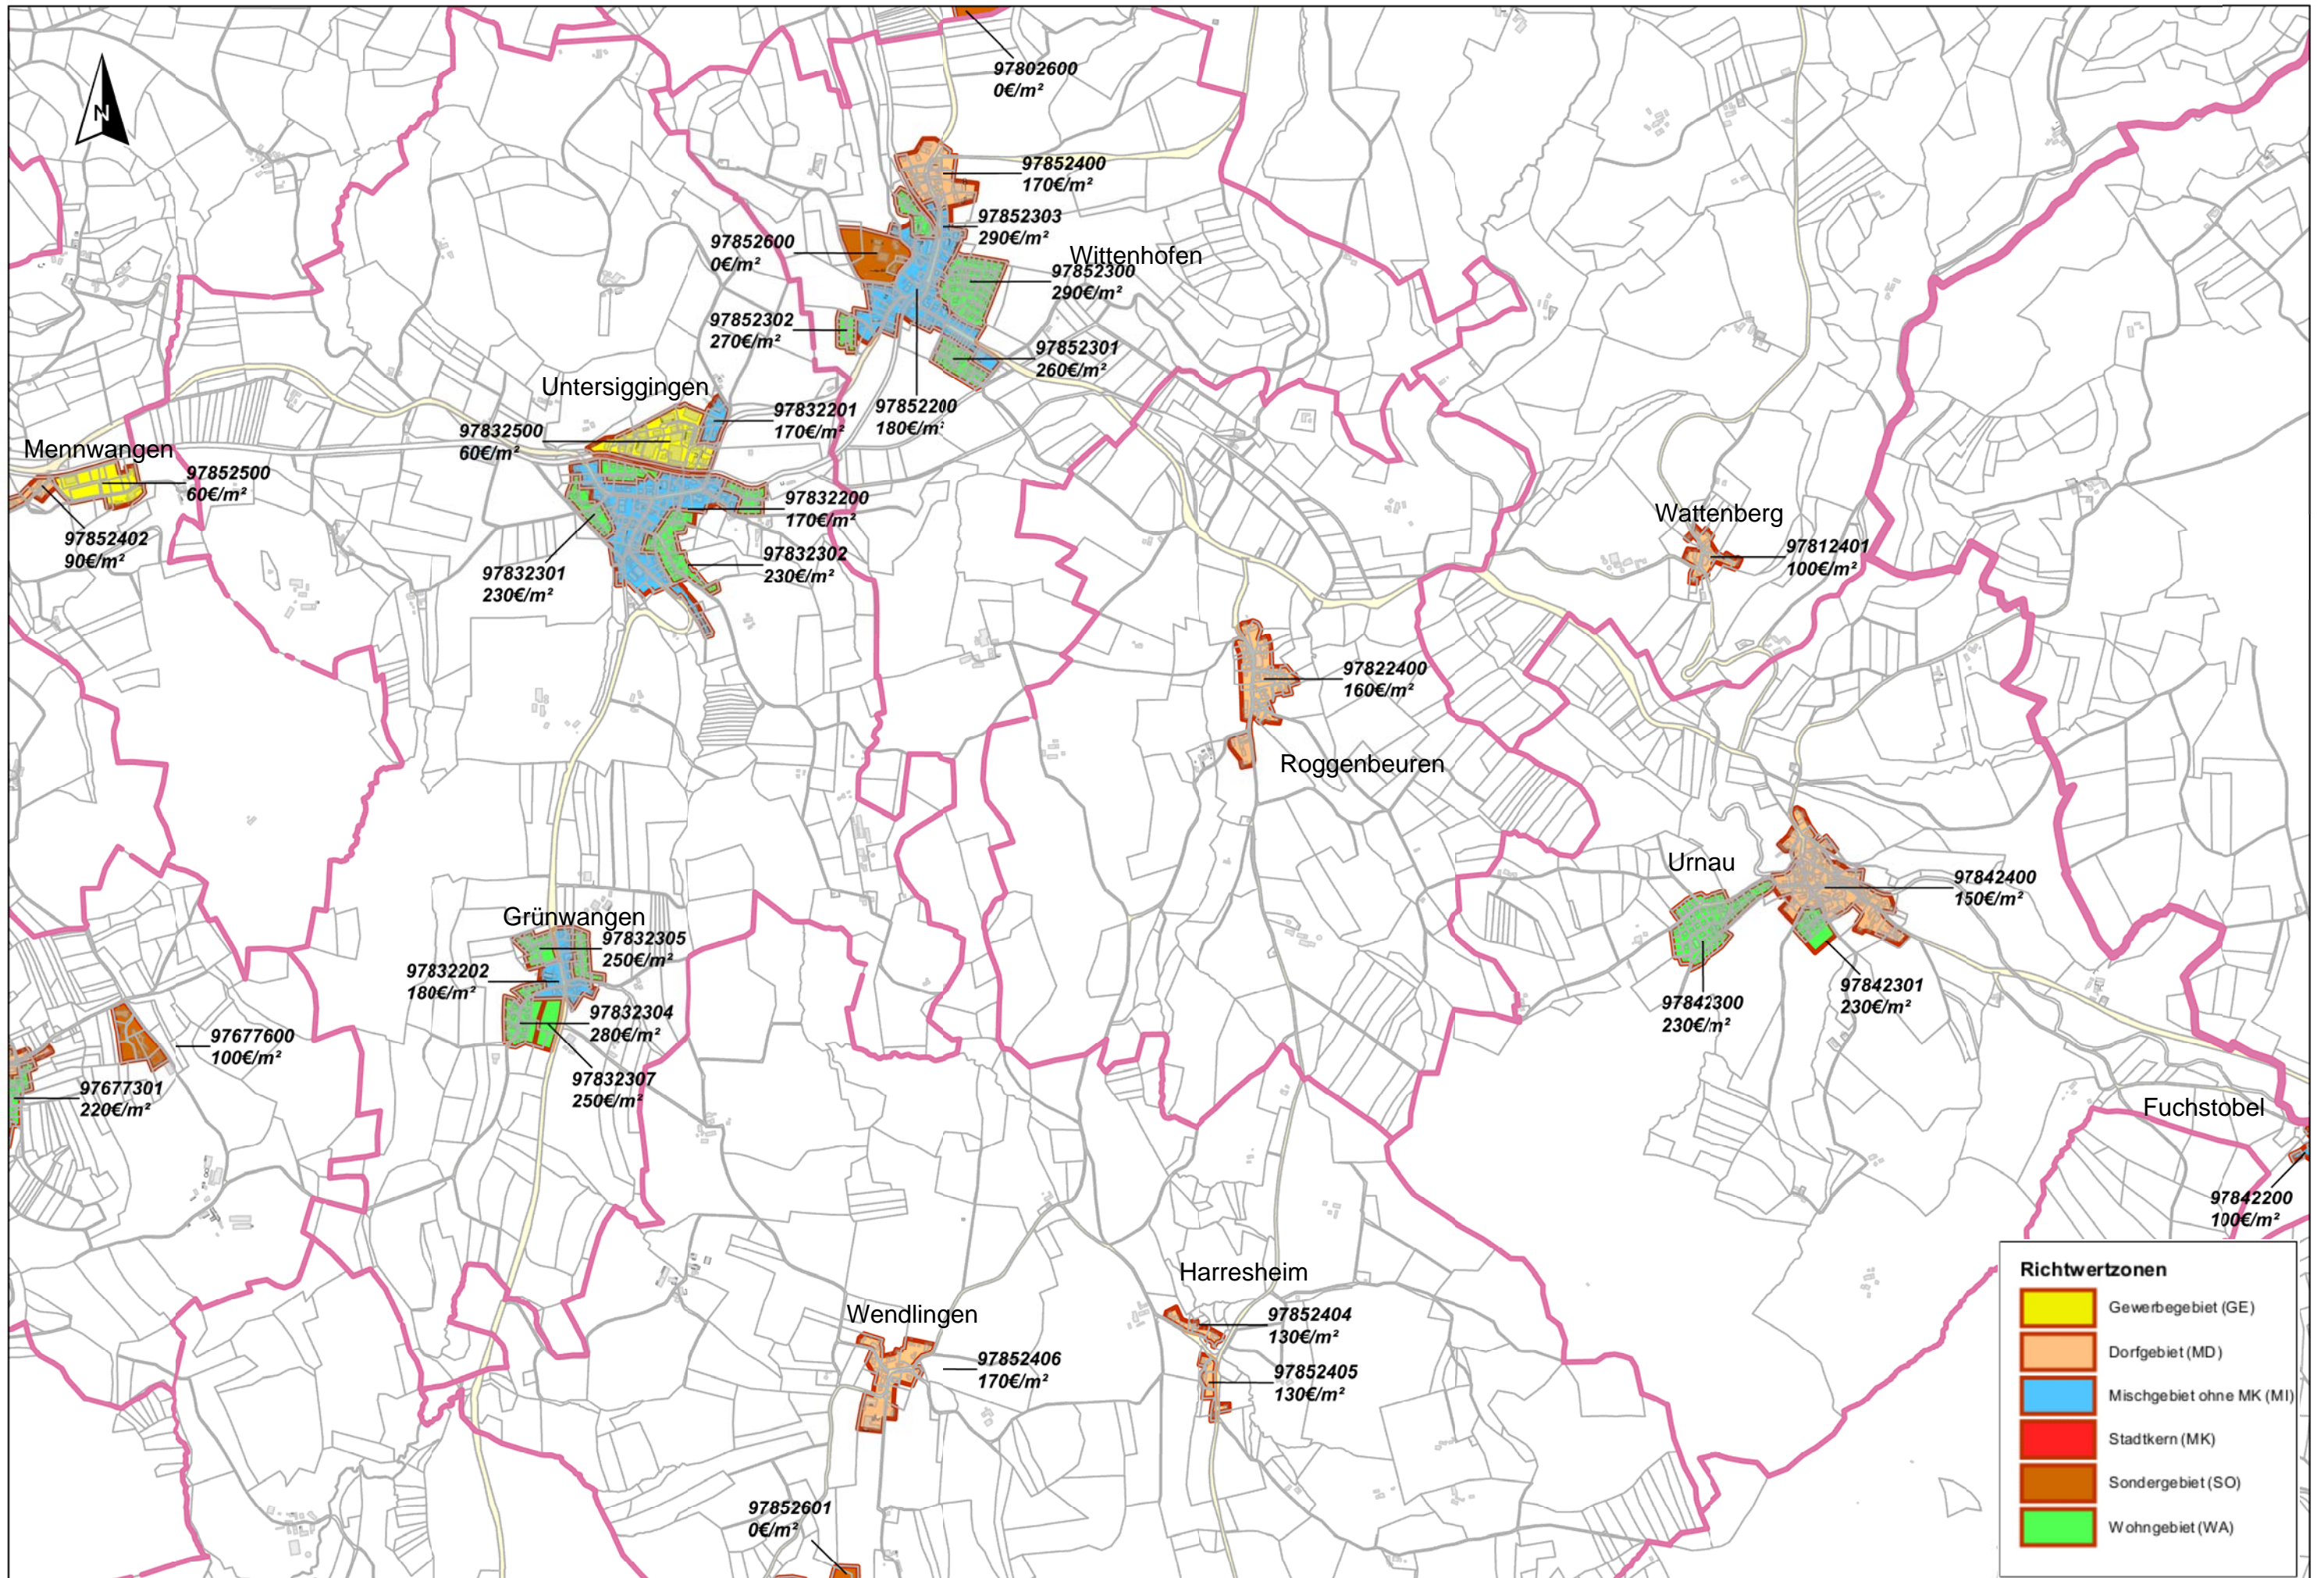 N
97802600
0€/m²
97852400
170€/m²
97852303
290€/m²
Wittenhofen
97852600
0€/m²
97852300
290€/m²
97852302
270€/m²
97852301
260€/m²
Untersiggingen
97832201
170€/m²
97852200
180€/m²
97832500
60€/m²
Mennwangen
97852500
60€/m²
97832200
170€/m²
97852402
90€/m²
97832302
230€/m²
97832301
230€/m²
Wattenberg
97812401
100€/m²
97822400
160€/m²
Roggenbeuren
Urnau
97842400
150€/m²
Grünwangen
97832305
250€/m²
97832202
180€/m²
97842301
230€/m²
97842300
230€/m²
97832304
280€/m²
97677600
100€/m²
97832307
250€/m²
97677301
220€/m²
Fuchstobel
97842200
100€/m²
Harresheim
Wendlingen
97852404
130€/m²
97852406
170€/m²
97852405
130€/m²
97852601
0€/m²
Richtwertzonen
Gewerbegebiet (GE)
Dorfgebiet (MD)
Mischgebiet ohne MK (MI)
Stadtkern (MK)
Sondergebiet (SO)
Wohngebiet (WA)